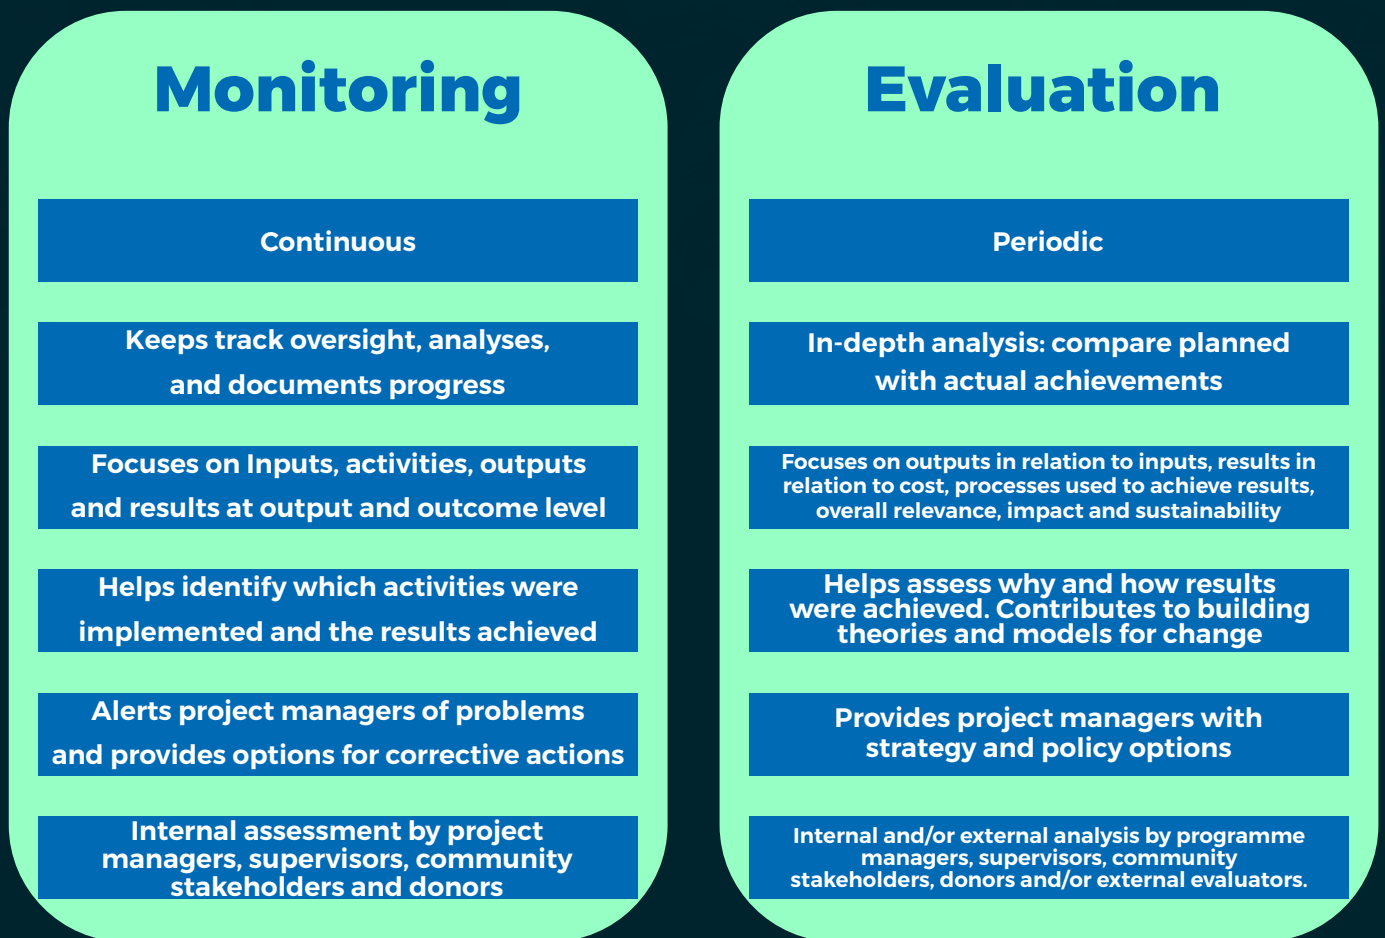 Monitoring
Continuous
Keeps track oversight, analyses,
and documents progress
Focuses on Inputs, activities, outputs
and results at output and outcome level
Helps identify which activities were
implemented and the results achieved
Alerts project managers of problems
and provides options for corrective actions
Internal assessment by project
managers, supervisors, community
stakeholders and donors
Evaluation
Periodic
In-depth analysis: compare planned
with actual achievements
Focuses on outputs in relation to inputs, results in
relation to cost, processes used to achieve results,
overall relevance, impact and sustainability
Helps assess why and how results
were achieved. Contributes to building
theories and models for change
Provides project managers with
strategy and policy options
Internal and/or external analysis by programme
managers, supervisors, community
stakeholders, donors and/or external evaluators.